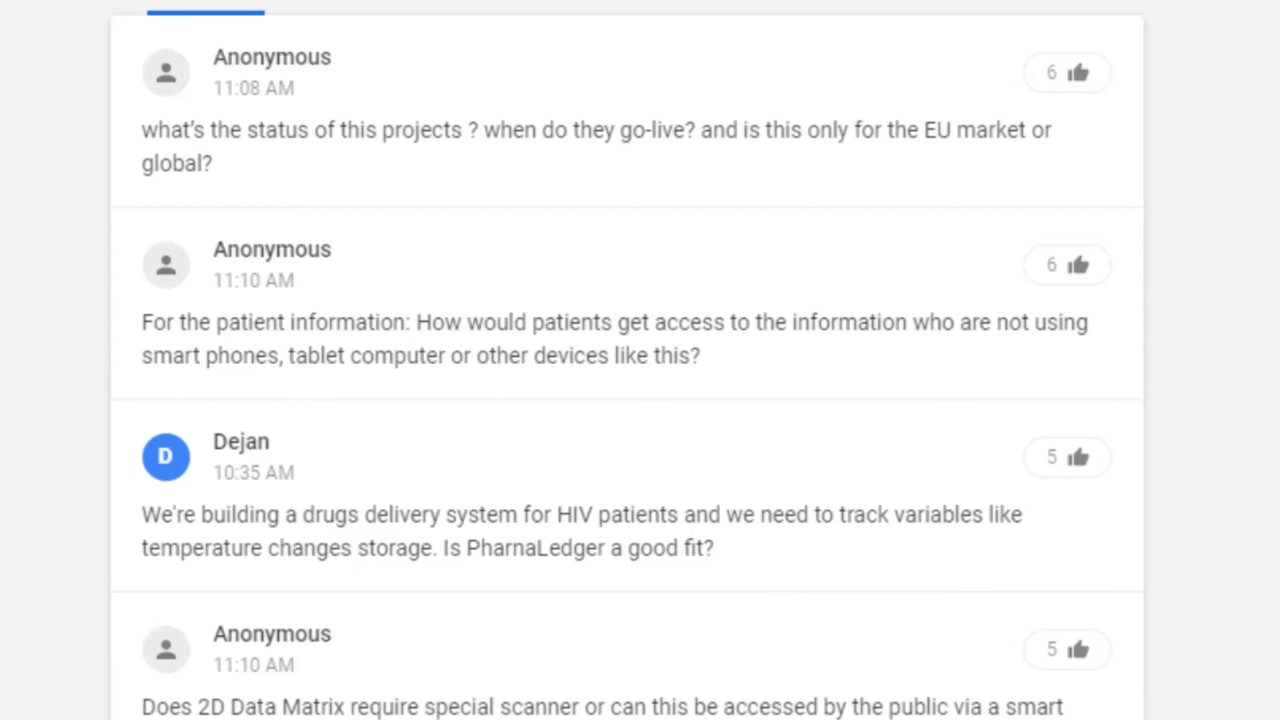 Anonymous
11:08 AM
6
what's the status of this projects ? when do they go-live? and is this only for the EU market or
global?
Anonymous
11:10 AM
6
For the patient information: How would patients get access to the information who are not using
smart phones, tablet computer or other devices like this?
D
Dejan
10:35 AM
5
We're building a drugs delivery system for HIV patients and we need to track variables like
temperature changes storage. Is PharnaLedger a good fit?
Anonymous
11:10 AM
5
Does 2D Data Matrix require special scanner or can this be accessed by the public via a smart